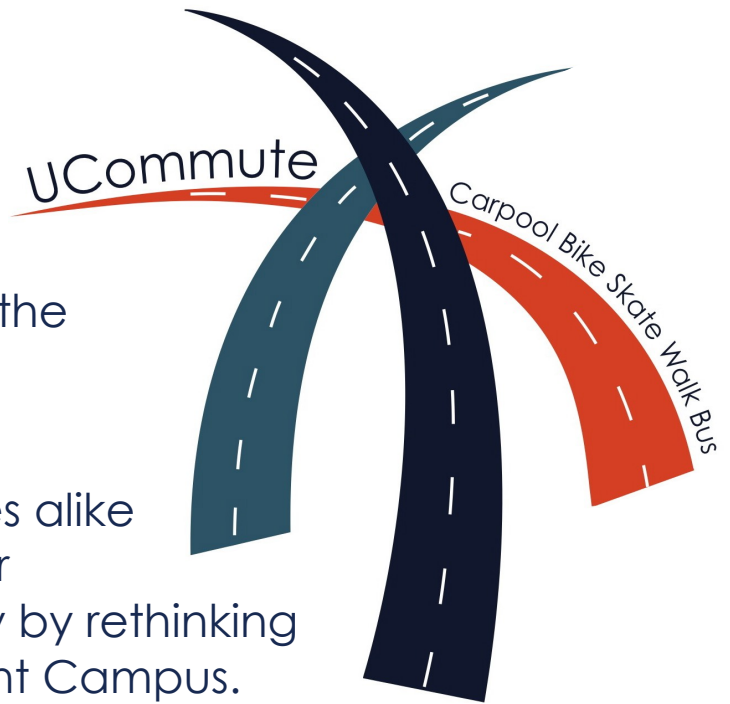 UCommute
Carpool Bike Skate Walk Bus
the
es alike
r
y by rethinking
nt Campus.